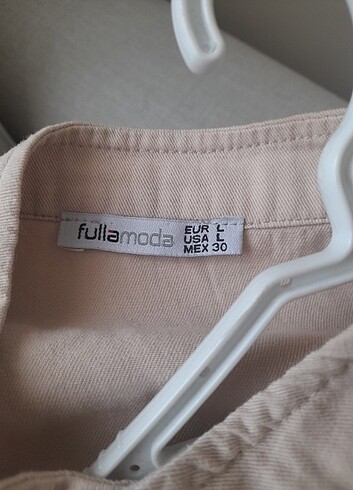 fullamoda
EUR L
USA L
MEX 30